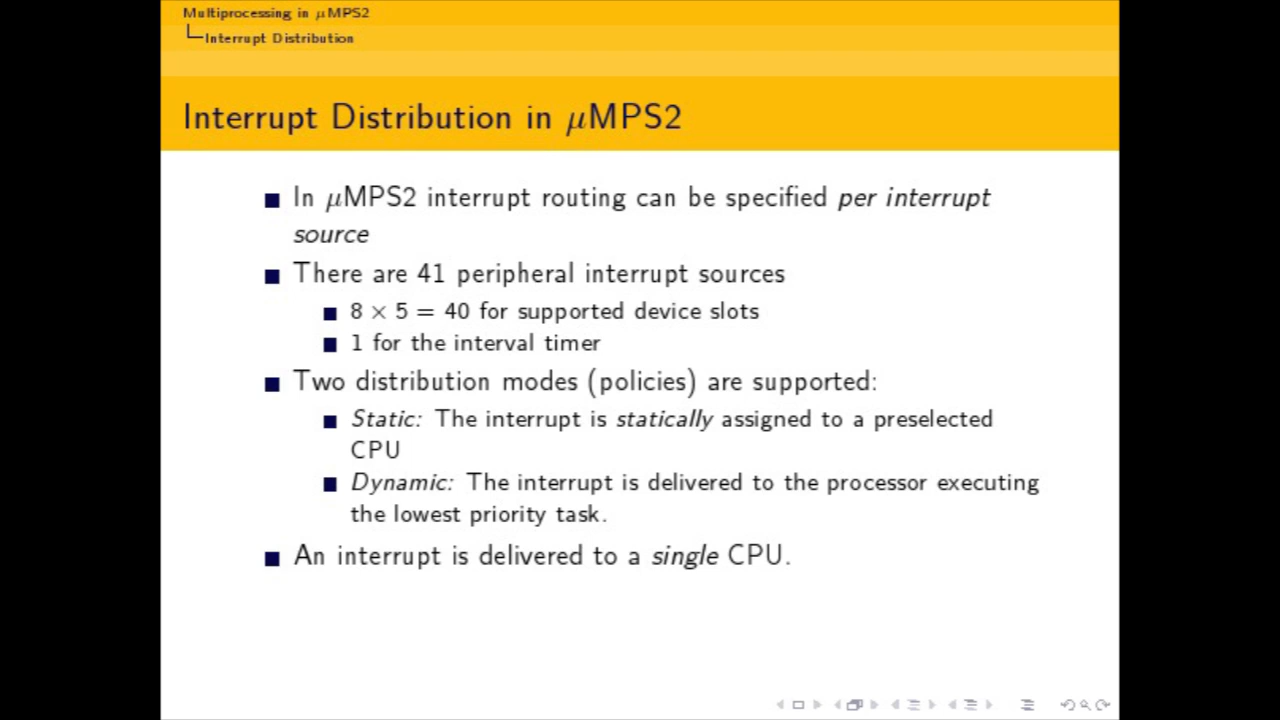 Multiprocessing in μMPS2
Interrupt Distribution
Interrupt Distribution in μMPS2
In μMPS2 interrupt routing can be specified per interrupt
source
There are 41 peripheral interrupt sources
8 × 5 = 40 for supported device slots
1 for the interval timer
Two distribution modes (policies) are supported:
Static: The interrupt is statically assigned to a preselected
CPU
Dynamic: The interrupt is delivered to the processor executing
the lowest priority task.
An interrupt is delivered to a single CPU.